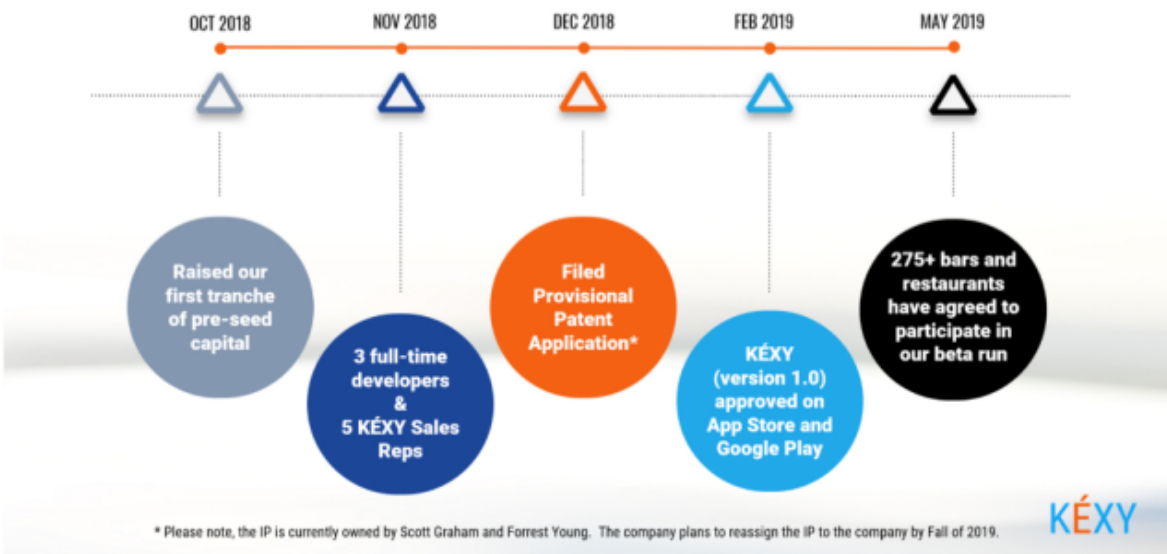 OCT 2018
NOV 2018
DEC 2018
FEB 2019
MAY 2019
Raised our
first tranche
of pre-seed
capital
3 full-time
developers
&
5 KÉXY Sales
Reps
Filed
Provisional
Patent
Application*
KÉXY
(version 1.0)
approved on
App Store and
Google Play
275+ bars and
restaurants
have agreed to
participate in
our beta run
* Please note, the IP is currently owned by Scott Graham and Forrest Young. The company plans to reassign the IP to the company by Fall of 2019.
KÉXY